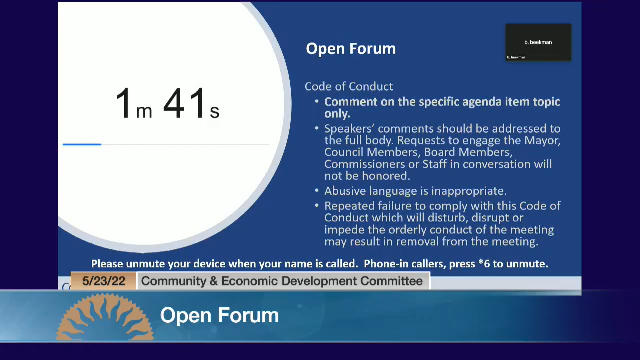 1m 41s
Open Forum
b. beekman
b. beekman
Code of Conduct
• Comment on the specific agenda item topic
only.
• Speakers' comments should be addressed to
the full body. Requests to engage the Mayor,
Council Members, Board Members,
Commissioners or Staff in conversation will
not be honored.
• Abusive language is inappropriate.
• Repeated failure to comply with this Code of
Conduct which will disturb, disrupt or
impede the orderly conduct of the meeting
may result in removal from the meeting.
Please unmute your device when your name is called. Phone-in callers, press *6 to unmute.
5/23/22 Community & Economic Development Committee
Open Forum